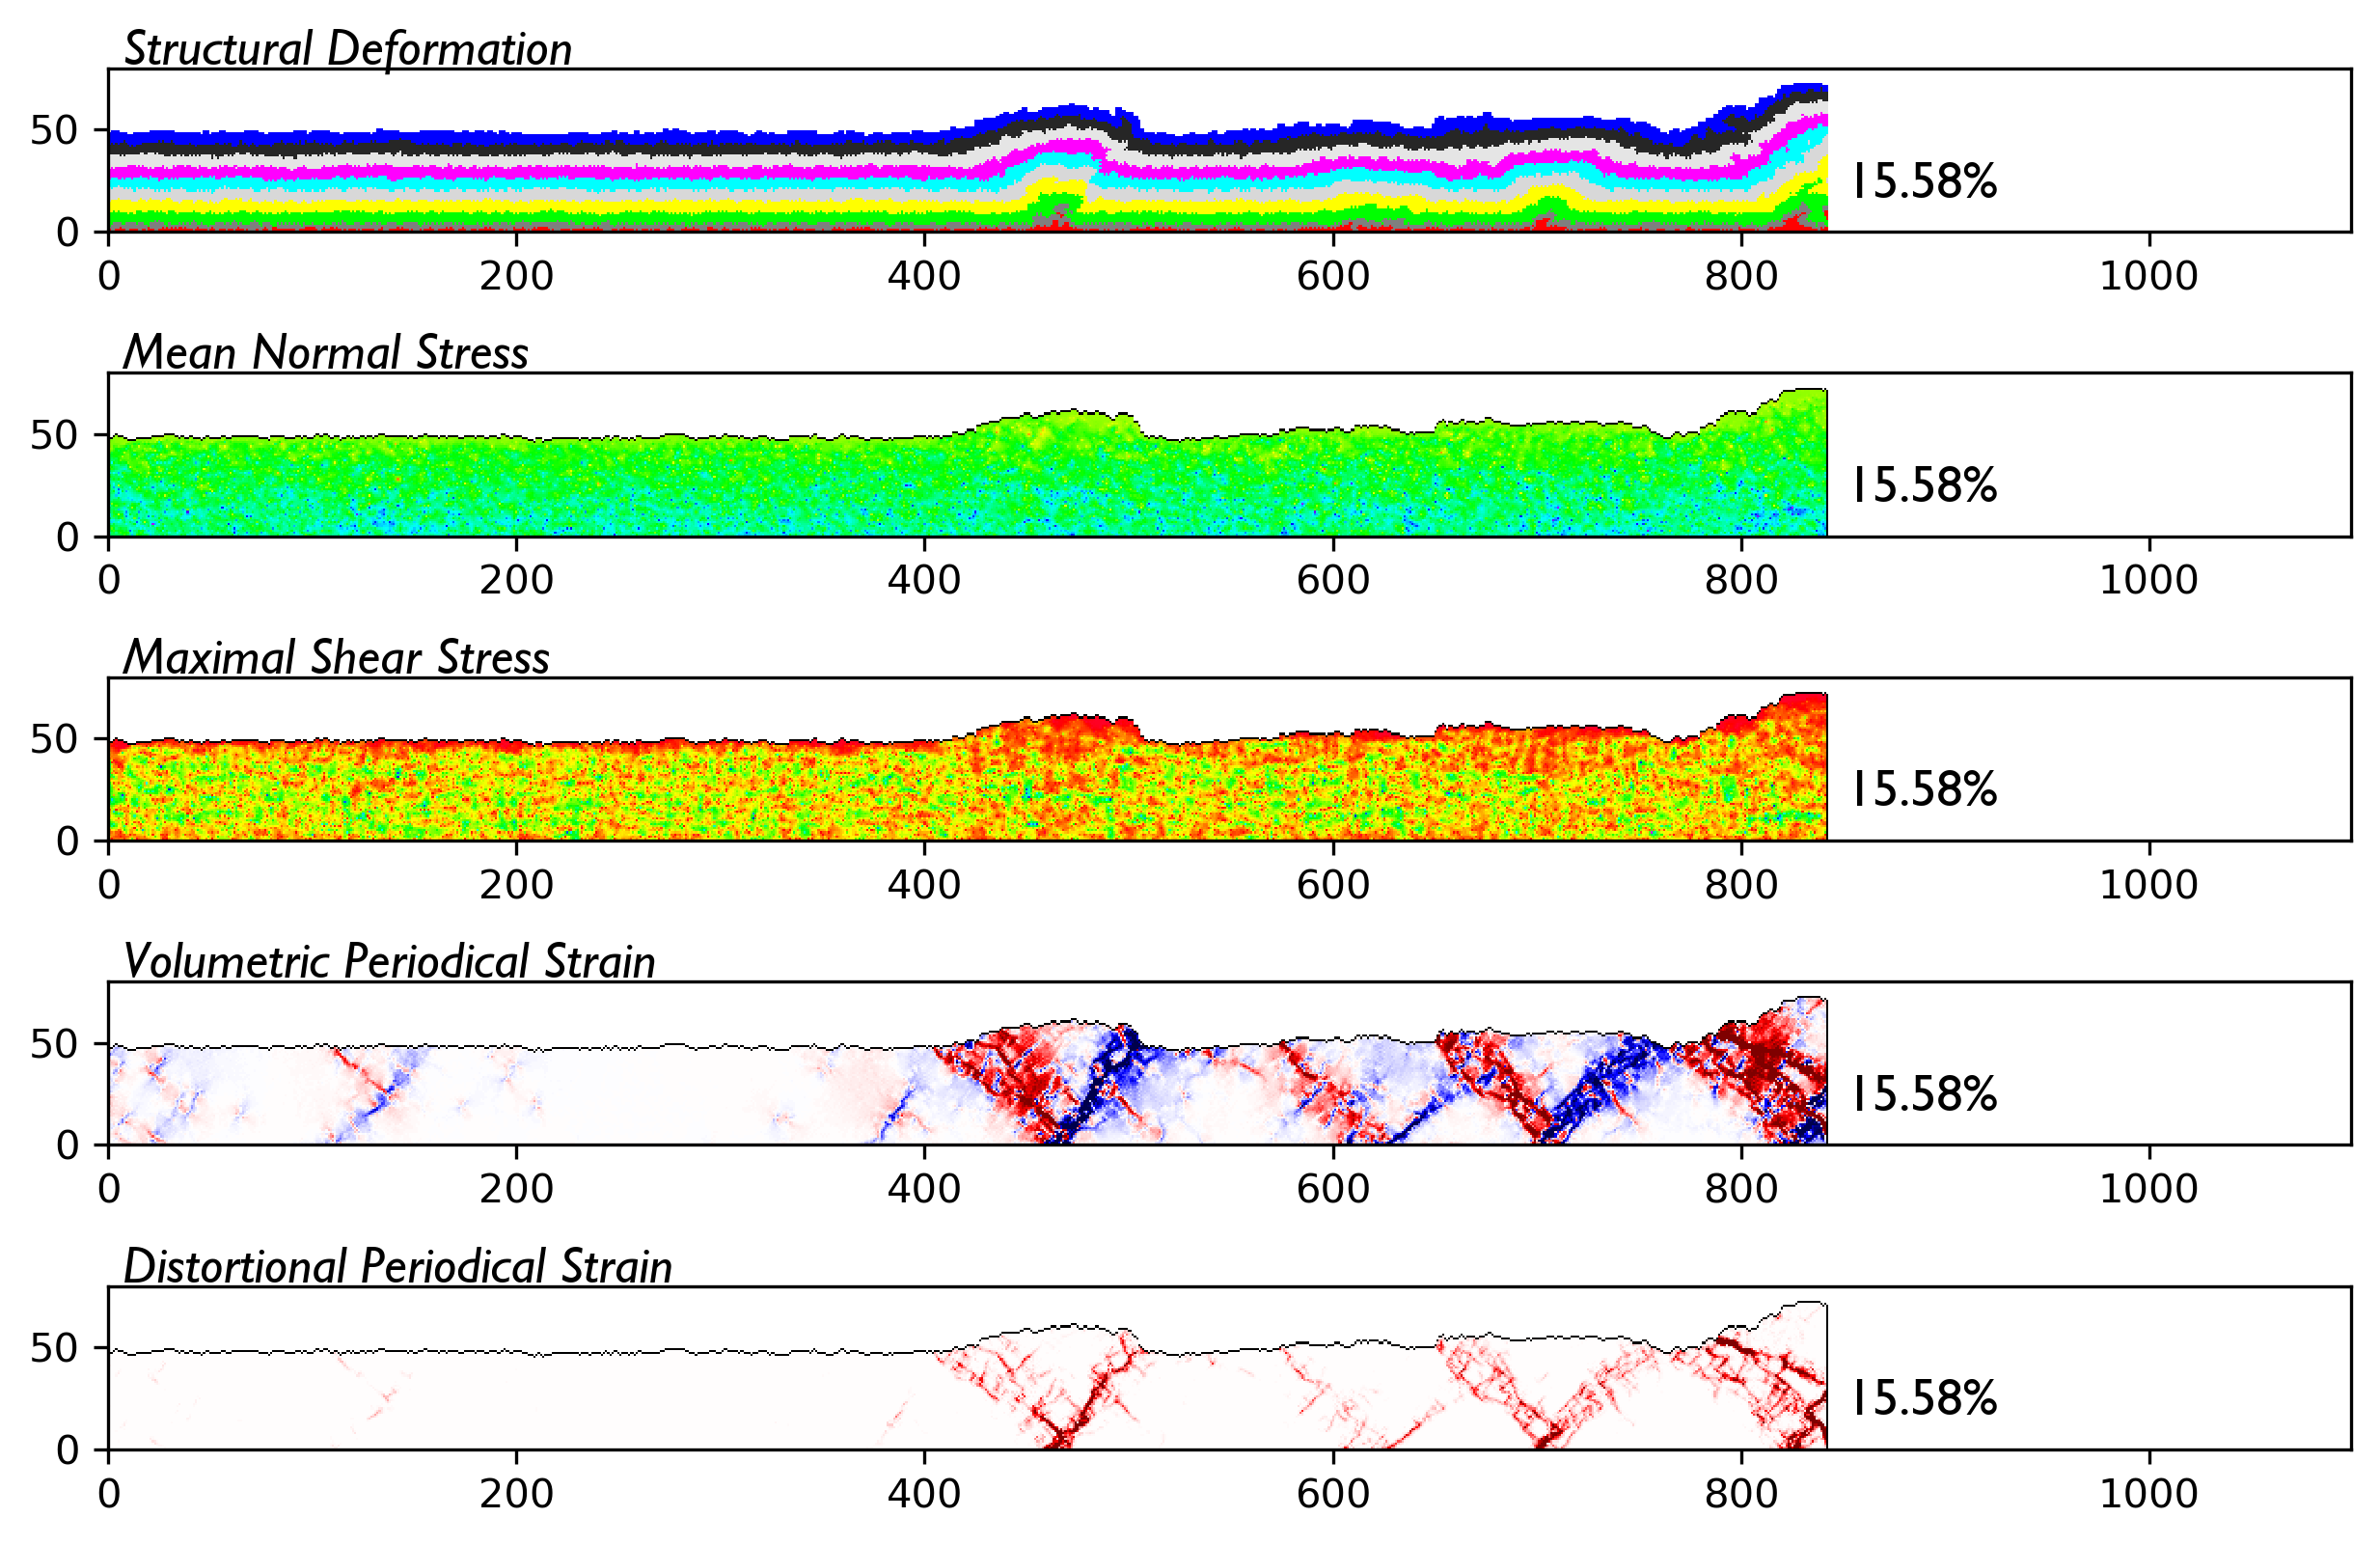 Structural Deformation
50
0
15.58%
0 200 400 600 800 1000
Mean Normal Stress
50
0
15.58%
0 200 400 600 800 1000
Maximal Shear Stress
50
0
15.58%
0 200 400 600 800 1000
Volumetric Periodical Strain
50
0
15.58%
0 200 400 600 800 1000
Distortional Periodical Strain
50
0
15.58%
0 200 400 600 800 1000